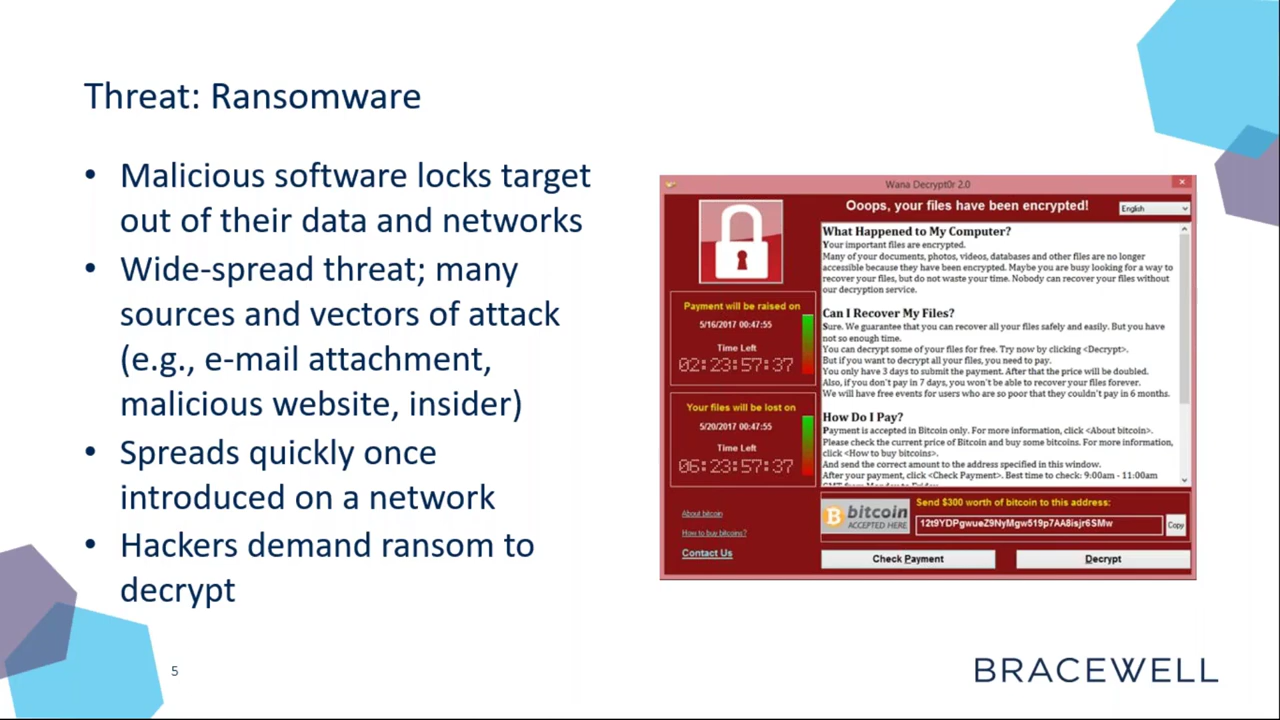 Threat: Ransomware
• Malicious software locks target
out of their data and networks
• Wide-spread threat; many
sources and vectors of attack
(e.g., e-mail attachment,
malicious website, insider)
• Spreads quickly once
introduced on a network
• Hackers demand ransom to
decrypt
Wana Decrypt0r 2.0
Ooops, your files have been encrypted!
English
Payment will be raised on
5/16/2017 00:47:55
Time Left
02:23:57:37
Your files will be lost on
5/20/2017 00:47:55
Time Left
06:23:57:37
About bitcoin
How to buy bitcoins?
Contact Us
What Happened to My Computer?
Your important files are encrypted.
Many of your documents, photos, videos, databases and other files are no longer
accessible because they have been encrypted. Maybe you are busy looking for a way to
recover your files, but do not waste your time. Nobody can recover your files without
our decryption service.
Can I Recover My Files?
Sure. We guarantee that you can recover all your files safely and easily. But you have
not so enough time.
You can decrypt some of your files for free. Try now by clicking <Decrypt>.
But if you want to decrypt all your files, you need to pay.
You only have 3 days to submit the payment. After that the price will be doubled.
Also, if you don't pay in 7 days, you won't be able to recover your files forever.
We will have free events for users who are so poor that they couldn't pay in 6 months.
How Do I Pay?
Payment is accepted in Bitcoin only. For more information, click <About bitcoin>.
Please check the current price of Bitcoin and buy some bitcoins. For more information,
click <How to buy bitcoins>.
And send the correct amount to the address specified in this window.
After your payment, click <Check Payment>. Best time to check: 9:00am - 11:00am
bitcoin
ACCEPTED HERE
Send $300 worth of bitcoin to this address:
12t9YDPgwueZ9NyMgw519p7AA8isjr6SMw
Copy
Check Payment
Decrypt
5
BRACEWELL